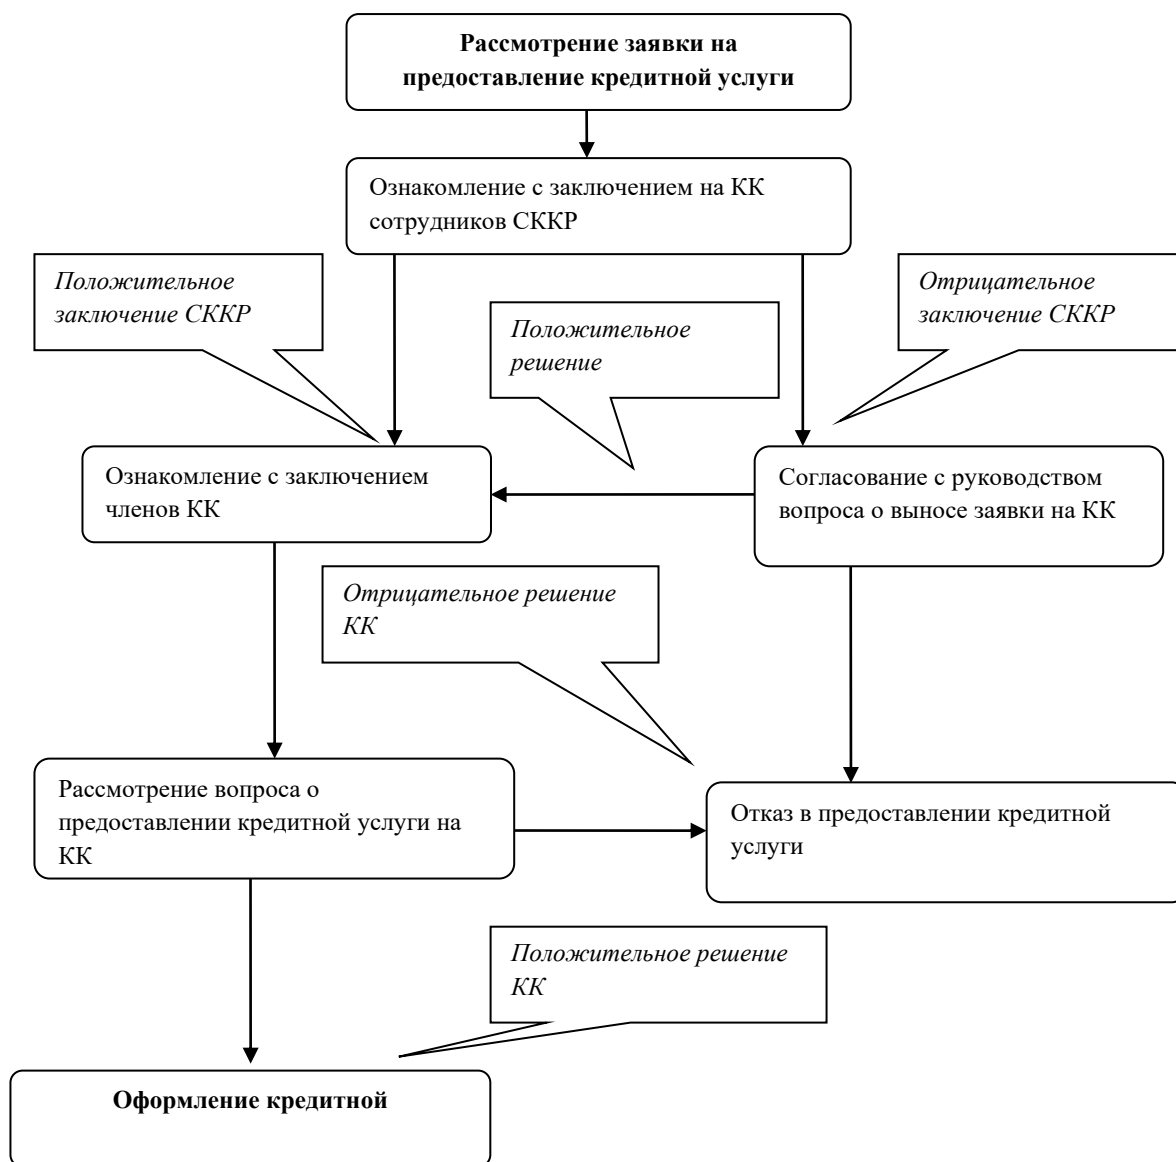 Рассмотрение заявки на
предоставление кредитной услуги
Ознакомление с заключением на КК
сотрудников СККР
Положительное
заключение СККР
Положительное
решение
Отрицательное
заключение СККР
Ознакомление с заключением
членов КК
Согласование с руководством
вопроса о выносе заявки на КК
Отрицательное решение
КК
Рассмотрение вопроса о
предоставлении кредитной услуги на
КК
Отказ в предоставлении кредитной
услуги
Положительное решение
КК
Оформление кредитной